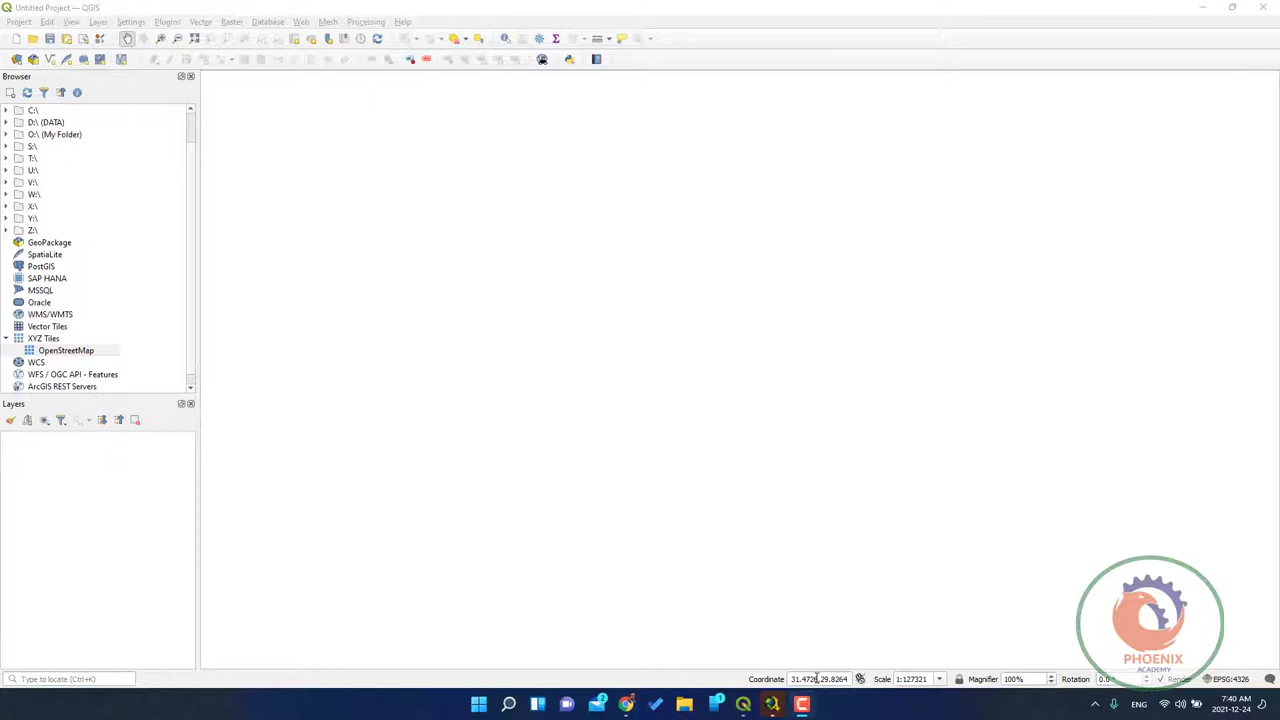 Untitled Project — QGIS
Project Edit View Layer Settings Plugins Vector Raster Database Web Mesh Processing Help
Browser
C:\
D:\ (DATA)
O:\ (My Folder)
S:\
T:\
U:\
V:\
W:\
X:\
Y:\
Z:\
GeoPackage
SpatiaLite
PostGIS
SAP HANA
MSSQL
Oracle
WMS/WMTS
Vector Tiles
XYZ Tiles
OpenStreetMap
WCS
WFS / OGC API - Features
ArcGIS REST Servers
Layers
PHOENIX
ACADEMY
Type to locate (Ctrl+K)
Coordinate Scale 1:127321 Magnifier 100% Rotation Render EPSG:4326
ENG 7:40 AM
2021-12-24